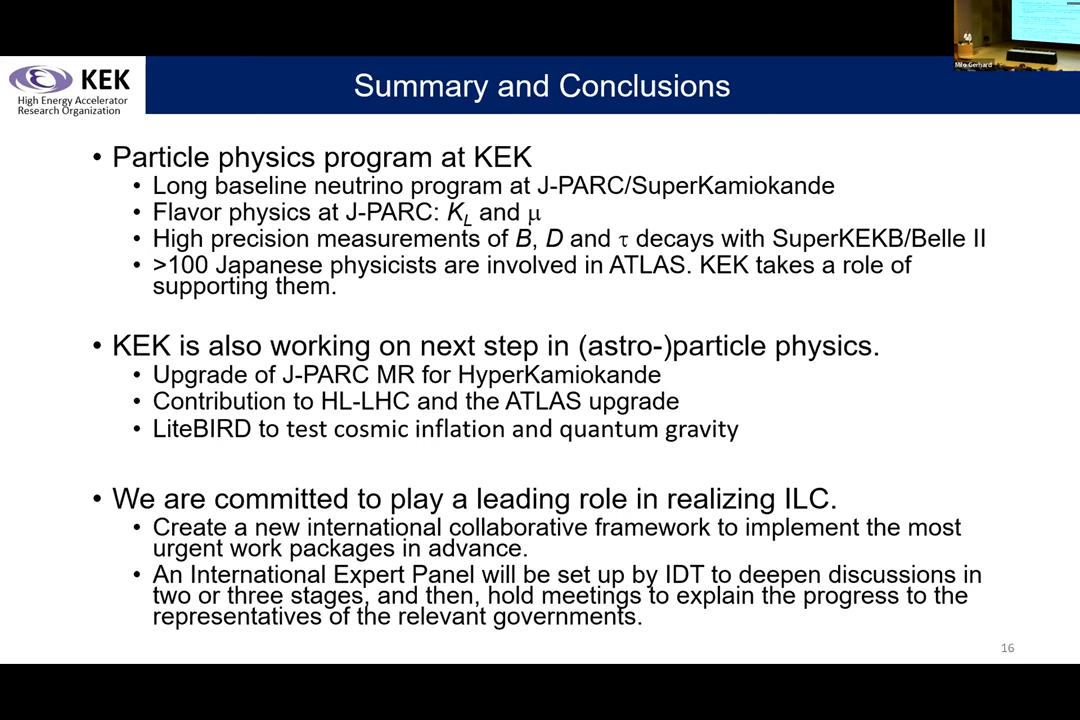 KEK
High Energy Accelerator
Research Organization
Summary and Conclusions
• Particle physics program at KEK
• Long baseline neutrino program at J-PARC/SuperKamiokande
• Flavor physics at J-PARC: K_L and μ
• High precision measurements of B, D and τ decays with SuperKEKB/Belle II
• >100 Japanese physicists are involved in ATLAS. KEK takes a role of
supporting them.
• KEK is also working on next step in (astro-)particle physics.
• Upgrade of J-PARC MR for HyperKamiokande
• Contribution to HL-LHC and the ATLAS upgrade
• LiteBIRD to test cosmic inflation and quantum gravity
• We are committed to play a leading role in realizing ILC.
• Create a new international collaborative framework to implement the most
urgent work packages in advance.
• An International Expert Panel will be set up by IDT to deepen discussions in
two or three stages, and then, hold meetings to explain the progress to the
representatives of the relevant governments.
16